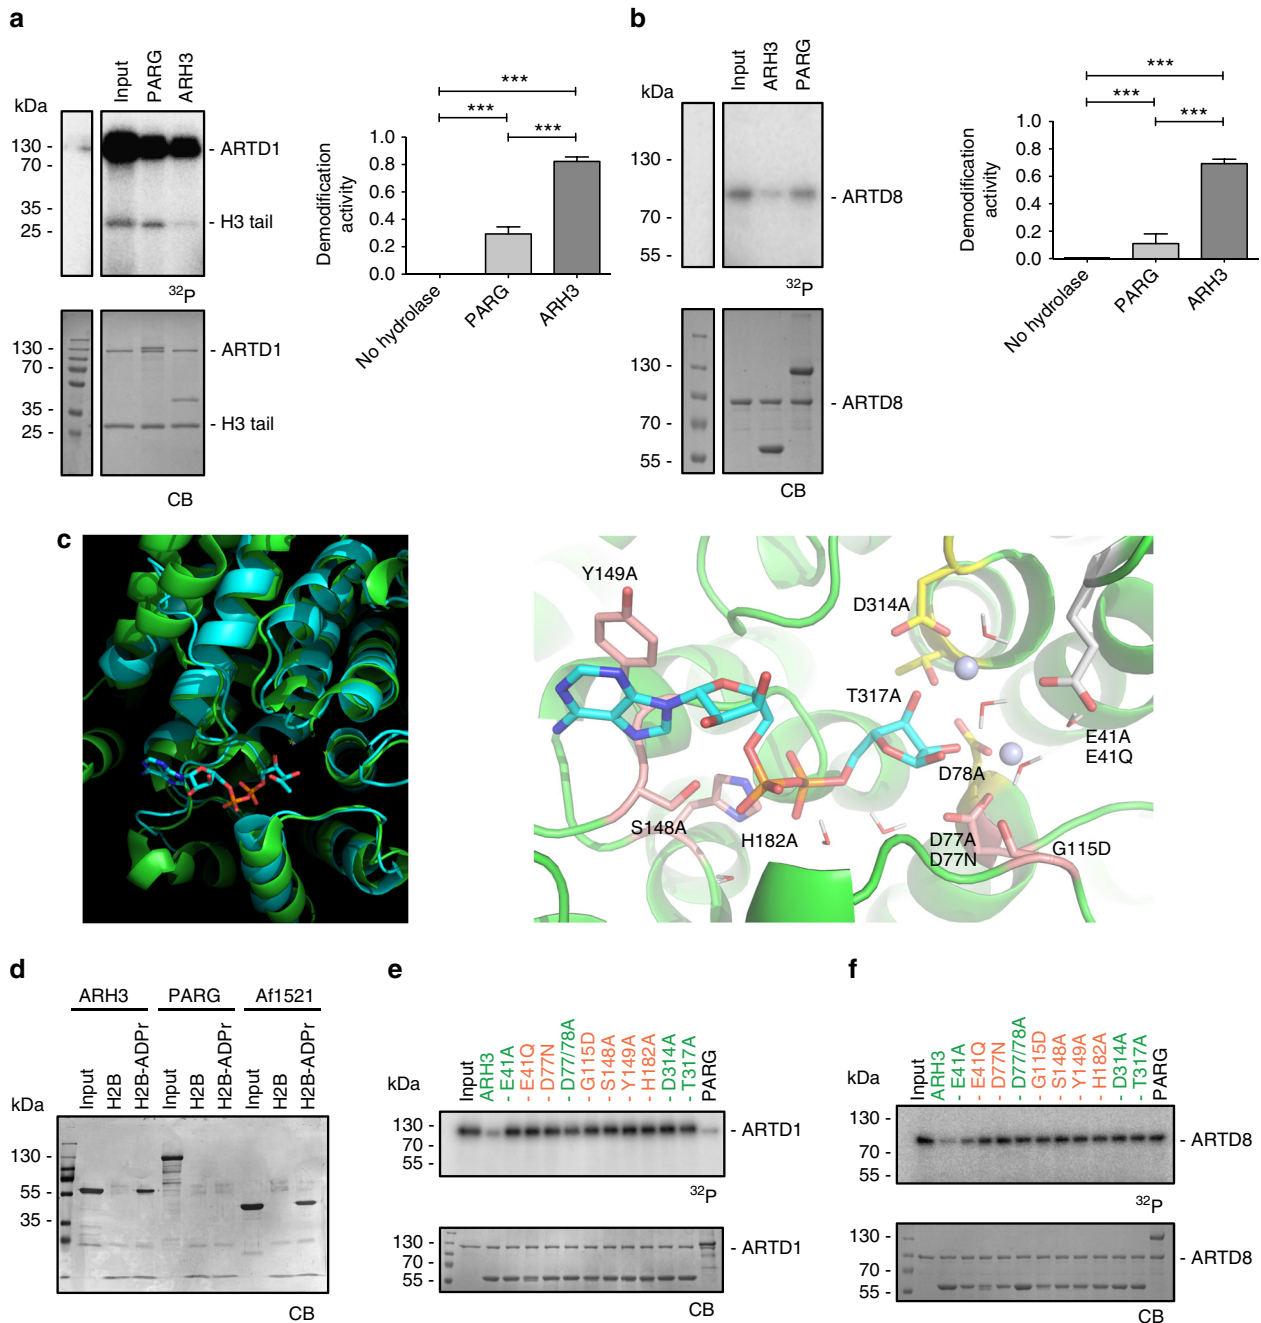 a
kDa
Input
PARG
ARH3
130 -
70 -
35 -
25 -
- ARTD1
- H3 tail
32P
130 -
70 -
35 -
25 -
- ARTD1
- H3 tail
CB
Demodification activity
1.0
0.8
0.6
0.4
0.2
0.0
***
***
***
No hydrolase
PARG
ARH3
b
kDa
Input
ARH3
PARG
130 -
70 -
55 -
- ARTD8
32P
130 -
70 -
55 -
- ARTD8
CB
Demodification activity
1.0
0.8
0.6
0.4
0.2
0.0
***
***
***
No hydrolase
PARG
ARH3
c
Y149A
D314A
T317A
E41A
E41Q
D78A
S148A
H182A
D77A
D77N
G115D
d
ARH3
PARG
Af1521
kDa
Input
H2B
H2B-ADPr
Input
H2B
H2B-ADPr
Input
H2B
H2B-ADPr
130 -
55 -
35 -
CB
e
kDa
Input
ARH3
- E41A
- E41Q
- D77N
- D77/78A
- G115D
- S148A
- Y149A
- H182A
- D314A
- T317A
PARG
130 -
70 -
55 -
- ARTD1
32P
130 -
70 -
55 -
- ARTD1
CB
f
kDa
Input
ARH3
- E41A
- E41Q
- D77N
- D77/78A
- G115D
- S148A
- Y149A
- H182A
- D314A
- T317A
PARG
130 -
70 -
55 -
- ARTD8
32P
130 -
70 -
55 -
- ARTD8
CB